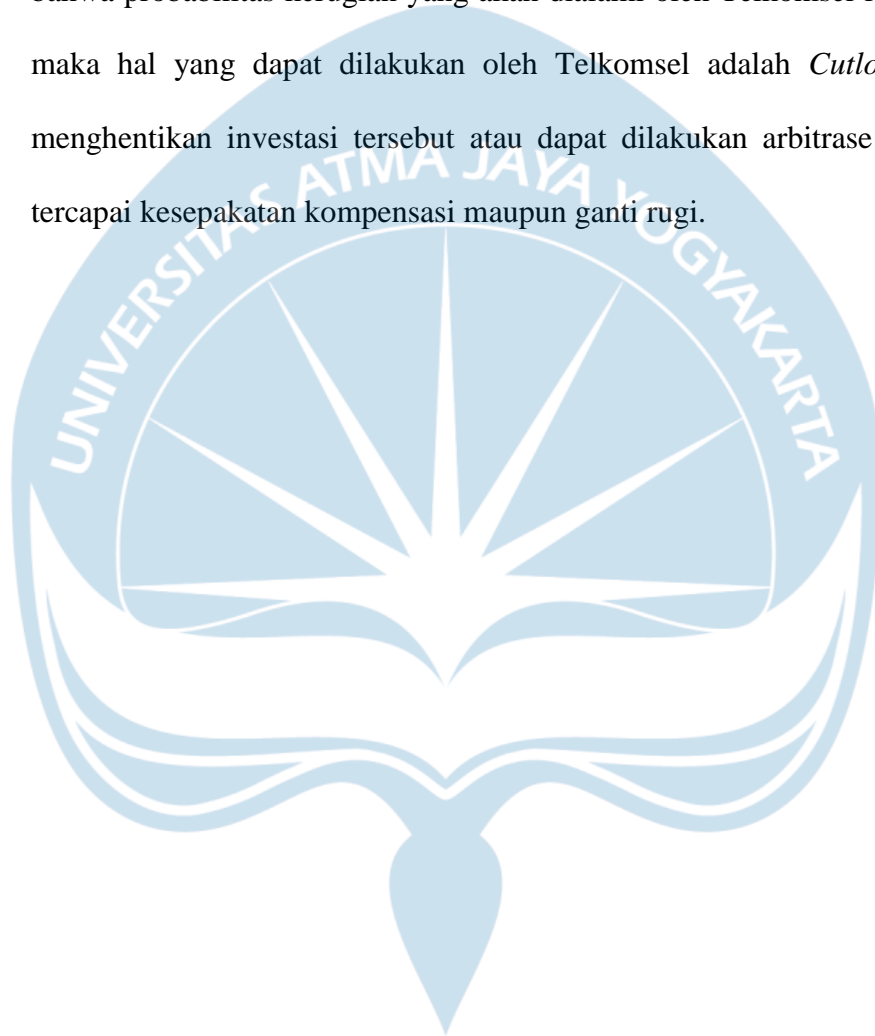 maka hal yang dapat dilakukan oleh Telkomsel adalah Cutlo
menghentikan investasi tersebut atau dapat dilakukan arbitrase
tercapai kesepakatan kompensasi maupun ganti rugi.
UNIVERSITAS ATMA JAYA YOGYAKARTA